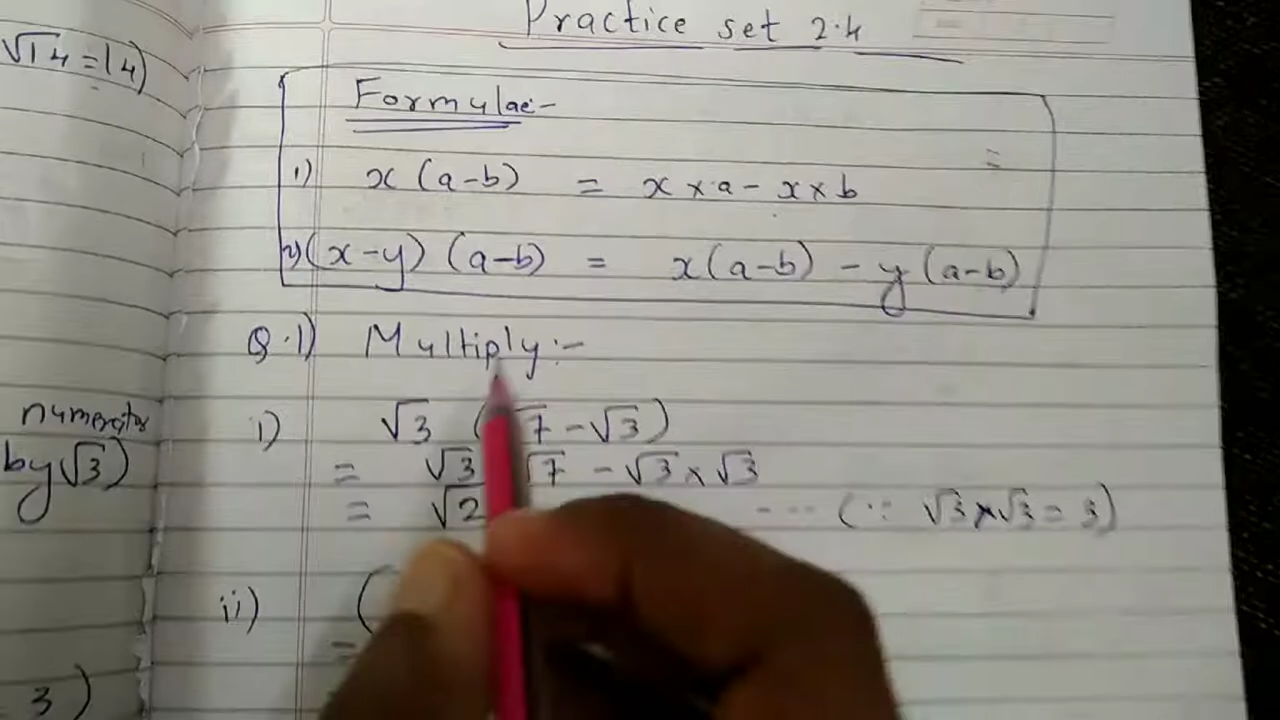 √14 = 14)
Practice set 2.4
Formulae:-
1) x (a-b) = x × a - x × b
2) (x-y) (a-b) = x(a-b) - y(a-b)
Q.1) Multiply:-
numerator
by √3)
i) √3 (√7 - √3)
= √3 √7 - √3 × √3
= √2 --- (∵ √3 × √3 = 3)
ii) (
=
3)